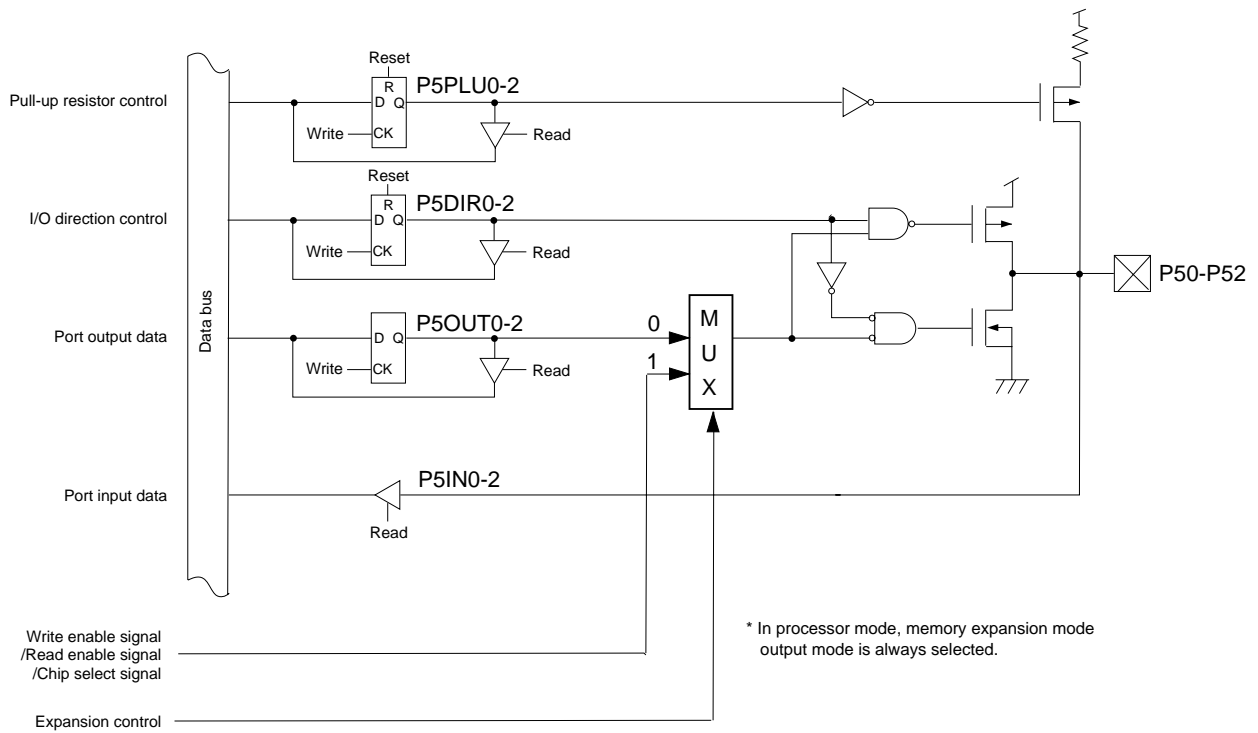 Reset
Pull-up resistor control
R
P5PLU0-2
D Q
Write
CK
Read
Reset
I/O direction control
R
P5DIR0-2
D Q
Write
CK
Read
P50-P52
Data bus
Port output data
D Q
P5OUT0-2
Write
CK
Read
0
1
M
U
X
Port input data
P5IN0-2
Read
Write enable signal
/Read enable signal
/Chip select signal
* In processor mode, memory expansion mode
output mode is always selected.
Expansion control